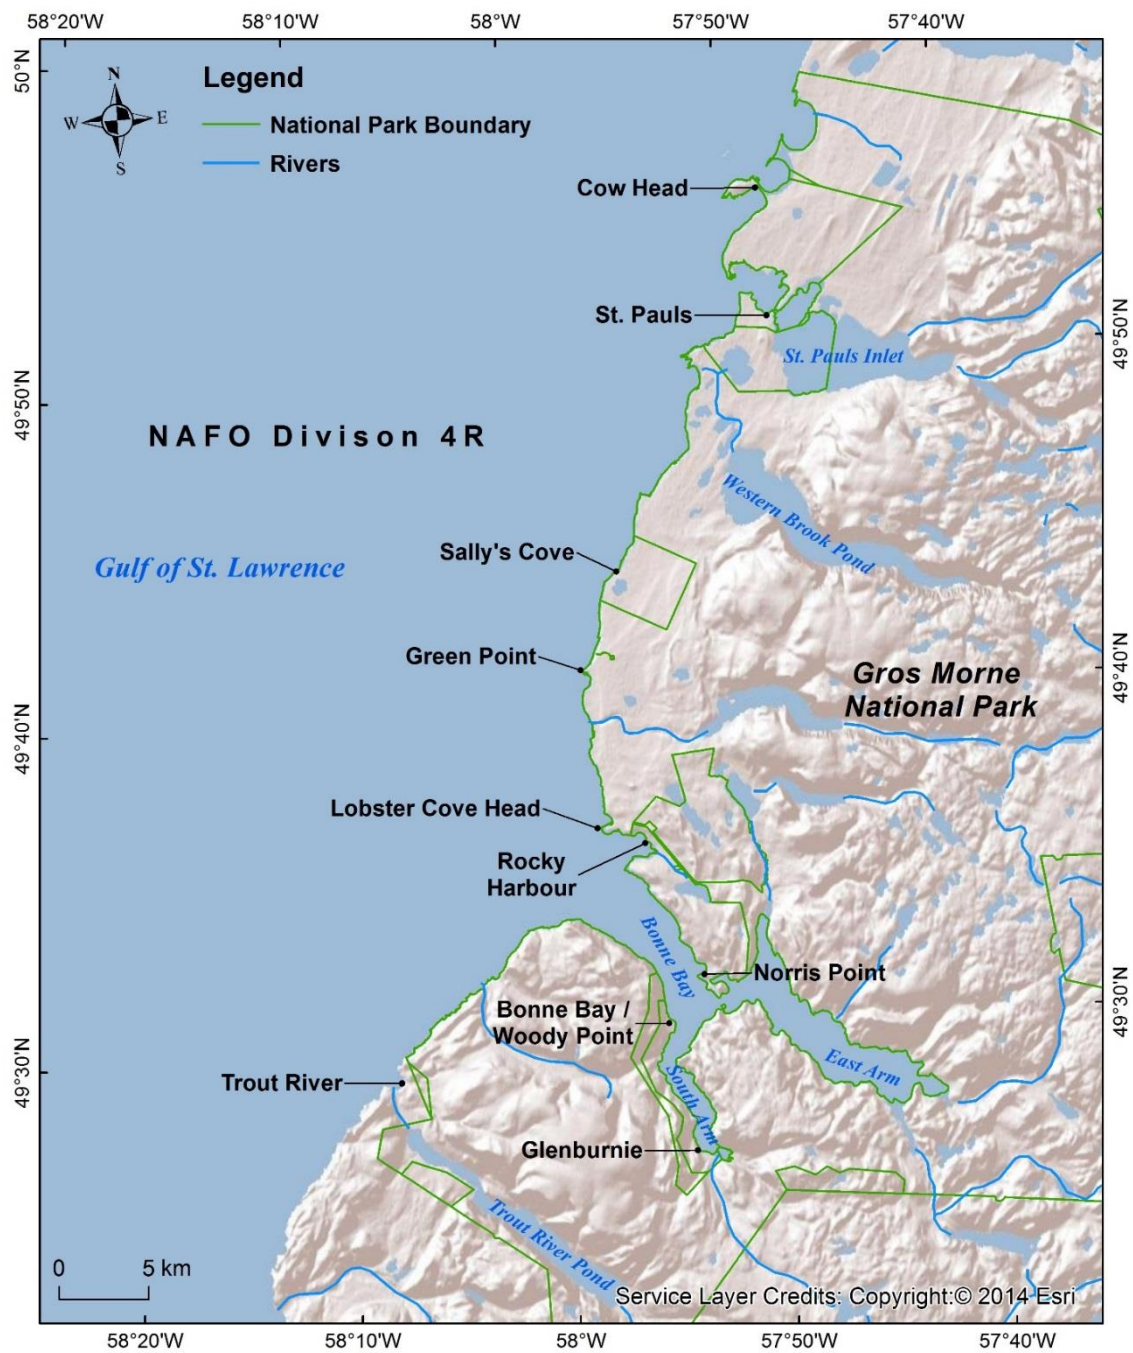 58°20'W 58°10'W 58°W 57°50'W 57°40'W
50°N
N
W E
S
Legend
National Park Boundary
Rivers
Cow Head
St. Pauls
St. Pauls Inlet
49°50'N
49°50'N
NAFO Divison 4R
Western Brook Pond
Sally's Cove
Gulf of St. Lawrence
Green Point
49°40'N
Gros Morne
National Park
49°40'N
Lobster Cove Head
Rocky
Harbour
Bonne Bay
Norris Point
49°30'N
Bonne Bay /
Woody Point
East Arm
49°30'N
Trout River
South Arm
Glenburnie
Trout River Pond
0 5 km
Service Layer Credits: Copyright:© 2014 Esri
58°20'W 58°10'W 58°W 57°50'W 57°40'W